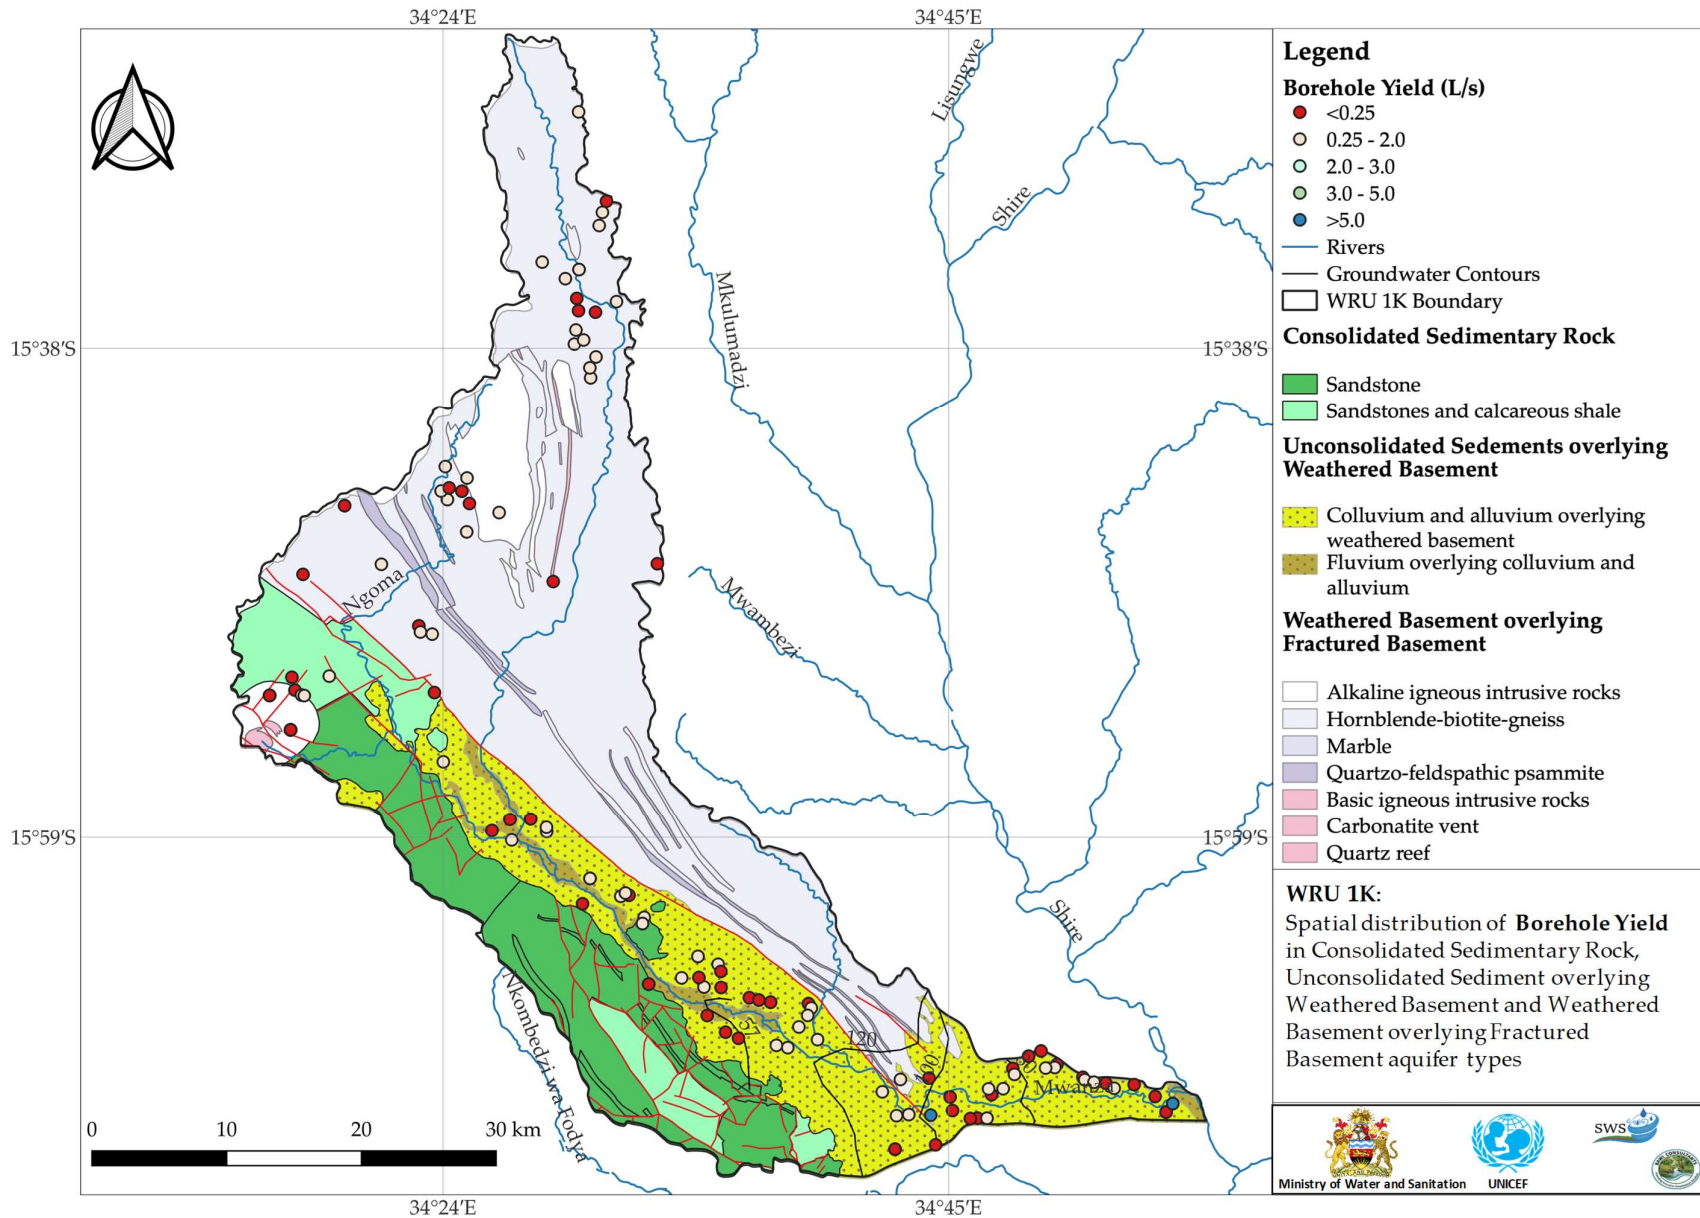 34°24′E
34°45′E
Lisungwe
Shire
Mkulumadzi
15°38′S
15°38′S
Ngoma
Mwambezi
15°59′S
15°59′S
Shire
Nkombedzi wa Fodya
57
120
100
Mwanza
0
10
20
30 km
34°24′E
34°45′E
Legend
Borehole Yield (L/s)
<0.25
0.25 - 2.0
2.0 - 3.0
3.0 - 5.0
>5.0
Rivers
Groundwater Contours
WRU 1K Boundary
Consolidated Sedimentary Rock
Sandstone
Sandstones and calcareous shale
Unconsolidated Sedements overlying
Weathered Basement
Colluvium and alluvium overlying
weathered basement
Fluvium overlying colluvium and
alluvium
Weathered Basement overlying
Fractured Basement
Alkaline igneous intrusive rocks
Hornblende-biotite-gneiss
Marble
Quartzo-feldspathic psammite
Basic igneous intrusive rocks
Carbonatite vent
Quartz reef
WRU 1K:
Spatial distribution of Borehole Yield
in Consolidated Sedimentary Rock,
Unconsolidated Sediment overlying
Weathered Basement and Weathered
Basement overlying Fractured
Basement aquifer types
Ministry of Water and Sanitation
UNICEF
SWS